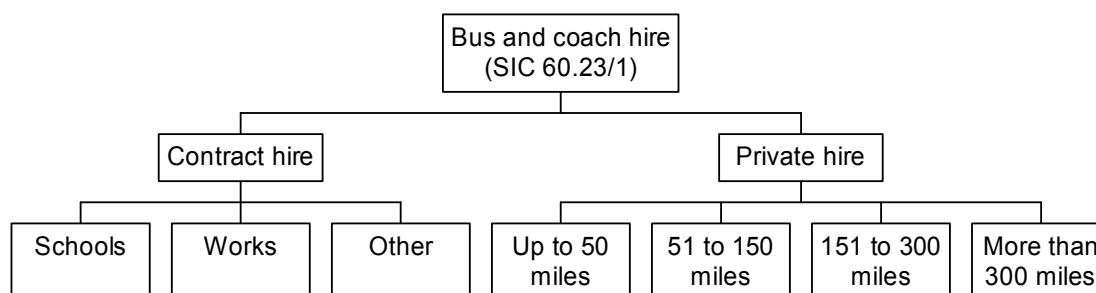 Bus and coach hire
(SIC 60.23/1)
Contract hire
Private hire
Schools
Works
Other
Up to 50
miles
51 to 150
miles
151 to 300
miles
More than
300 miles